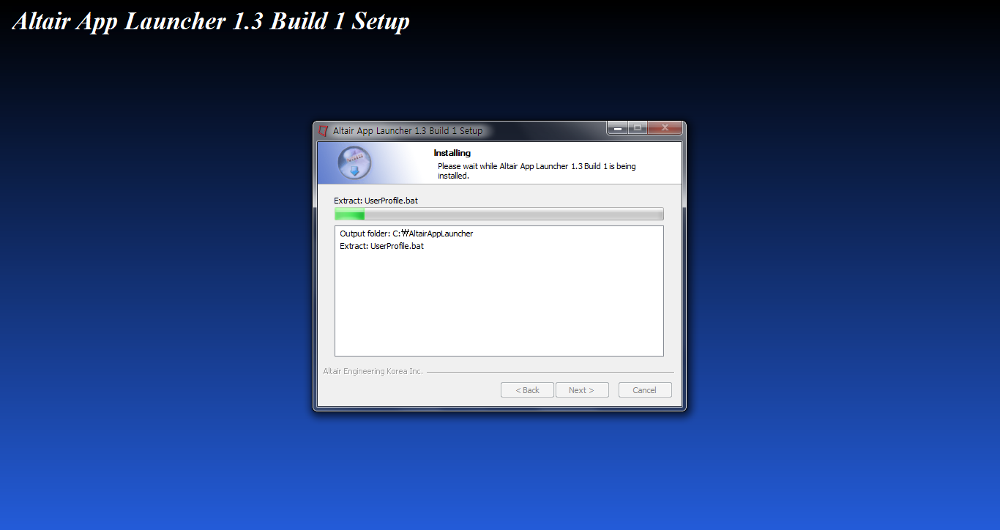 Altair App Launcher 1.3 Build 1 Setup
Altair App Launcher 1.3 Build 1 Setup
Installing
Please wait while Altair App Launcher 1.3 Build 1 is being
installed.
Extract: UserProfile.bat
Output folder: C:₩AltairAppLauncher
Extract: UserProfile.bat
Altair Engineering Korea Inc.
< Back Next > Cancel